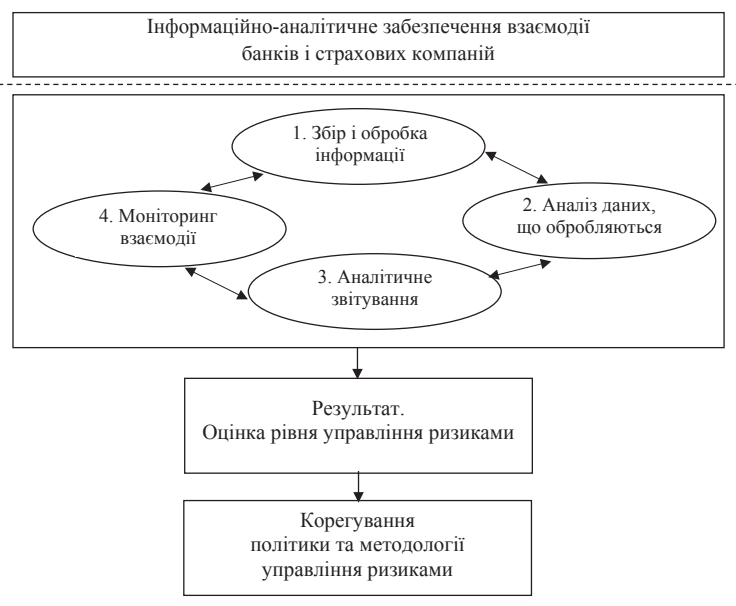 Інформаційно-аналітичне забезпечення взаємодії
банків і страхових компаній
1. Збір і обробка
інформації
2. Аналіз даних,
що обробляються
4. Моніторинг
взаємодії
3. Аналітичне
звітування
Результат.
Оцінка рівня управління ризиками
Корегування
політики та методології
управління ризиками